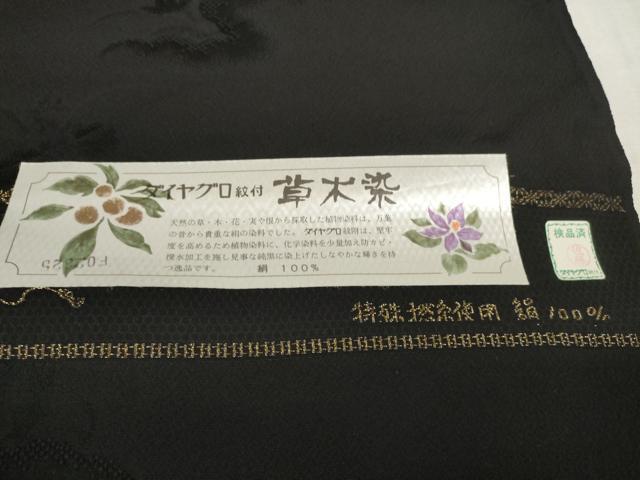 ダイヤグロ紋付 草木染
天然の草・木・花・実や根から採取した植物染料は、万葉
の昔から貴重な絹の染料でした。ダイヤグロ紋附は、堅牢
度を高めるため植物染料に、化学染料を少量加え防カビ・
撥水加工を施し見事な純黒に染上げたしなやかな輝きを持
つ逸品です。
絹 100%
検品済
ダイヤグロ
特殊撚糸使用 絹 100%